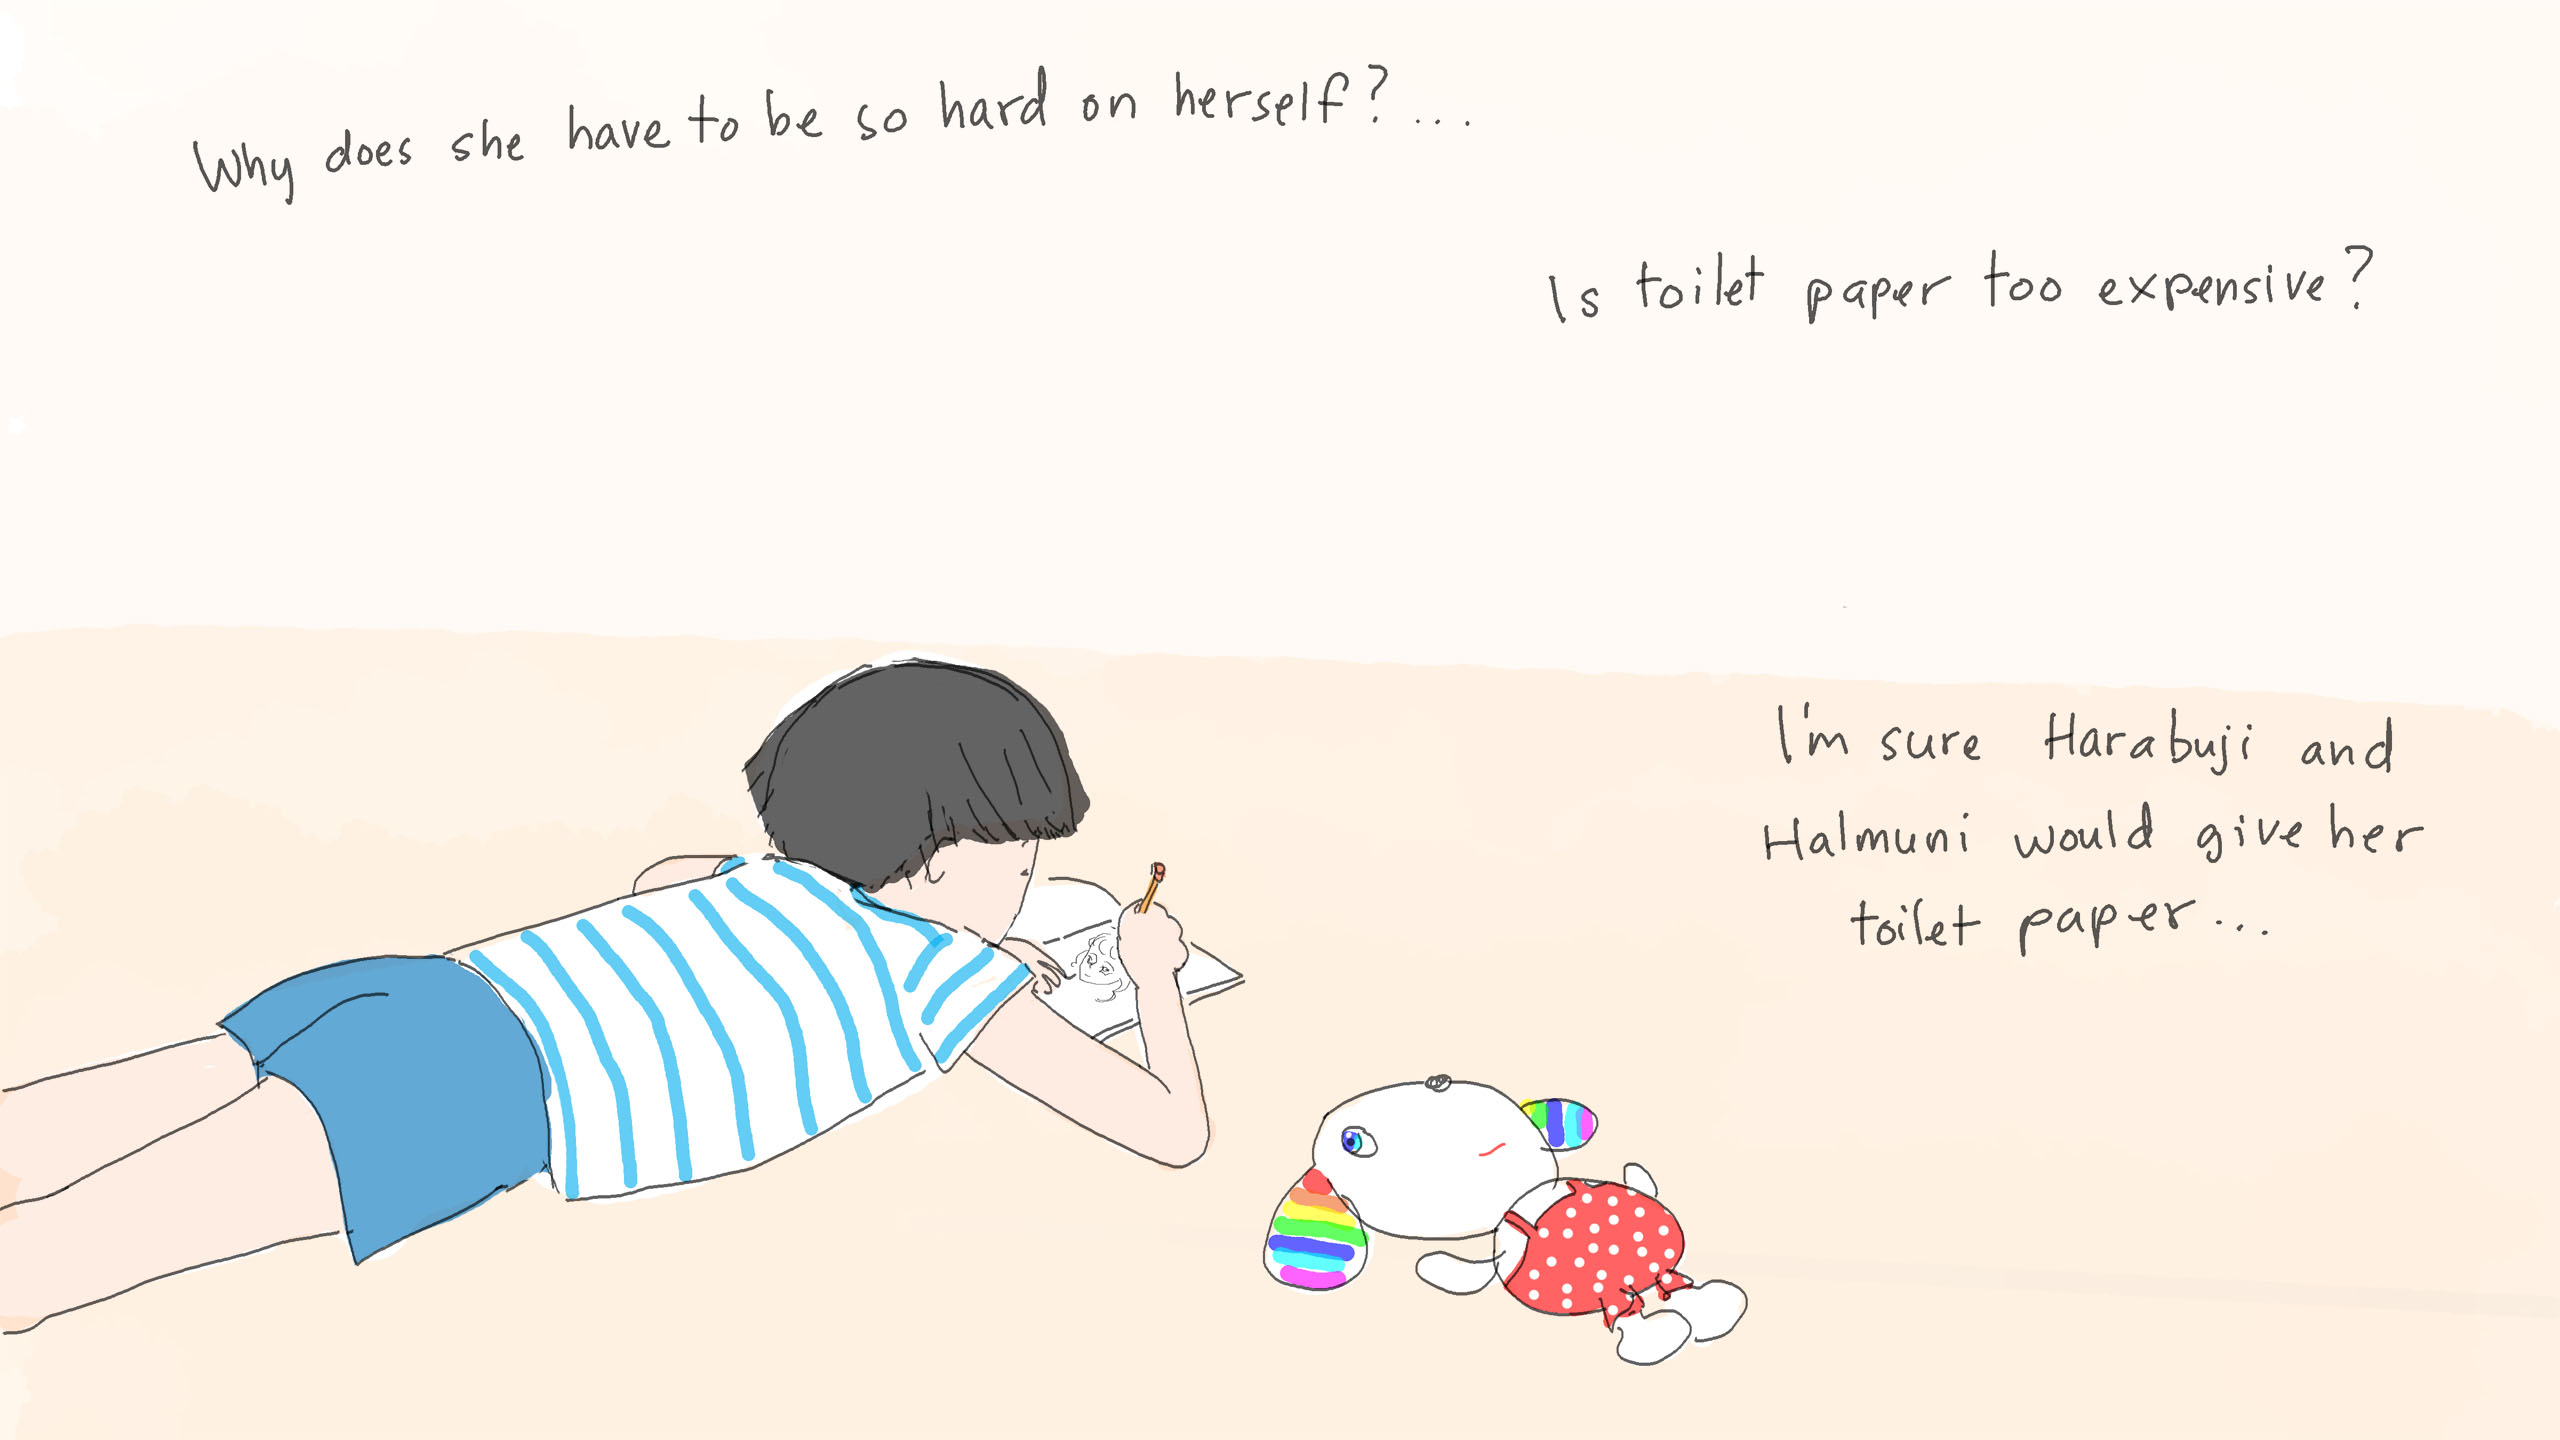 Why does she have to be so hard on herself?...
Is toilet paper too expensive?
I'm sure Harabuji and
Halmuni would give her
toilet paper...